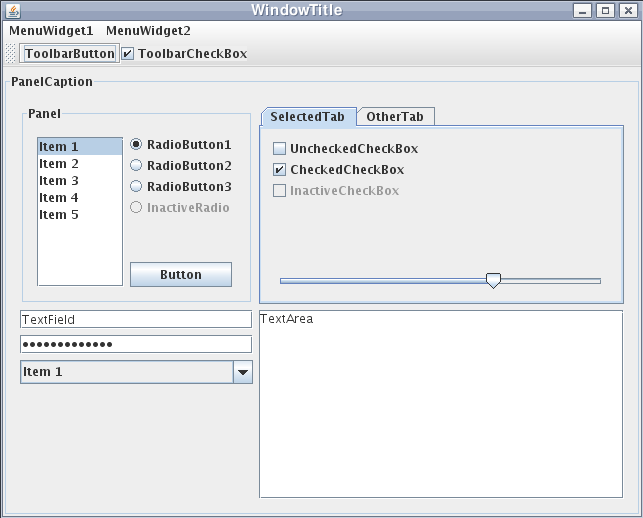 WindowTitle
MenuWidget1 MenuWidget2
ToolbarButton ToolbarCheckBox
PanelCaption
Panel
Item 1
Item 2
Item 3
Item 4
Item 5
RadioButton1
RadioButton2
RadioButton3
InactiveRadio
Button
SelectedTab OtherTab
UncheckedCheckBox
CheckedCheckBox
InactiveCheckBox
TextField
•••••••••••••
Item 1
TextArea